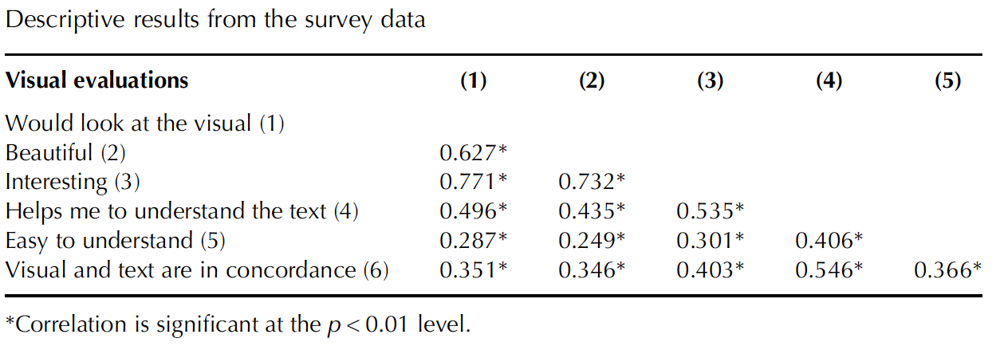 Descriptive results from the survey data
Visual evaluations (1) (2) (3) (4) (5)
Would look at the visual (1)
Beautiful (2) 0.627*
Interesting (3) 0.771* 0.732*
Helps me to understand the text (4) 0.496* 0.435* 0.535*
Easy to understand (5) 0.287* 0.249* 0.301* 0.406*
Visual and text are in concordance (6) 0.351* 0.346* 0.403* 0.546* 0.366*
*Correlation is significant at the p < 0.01 level.